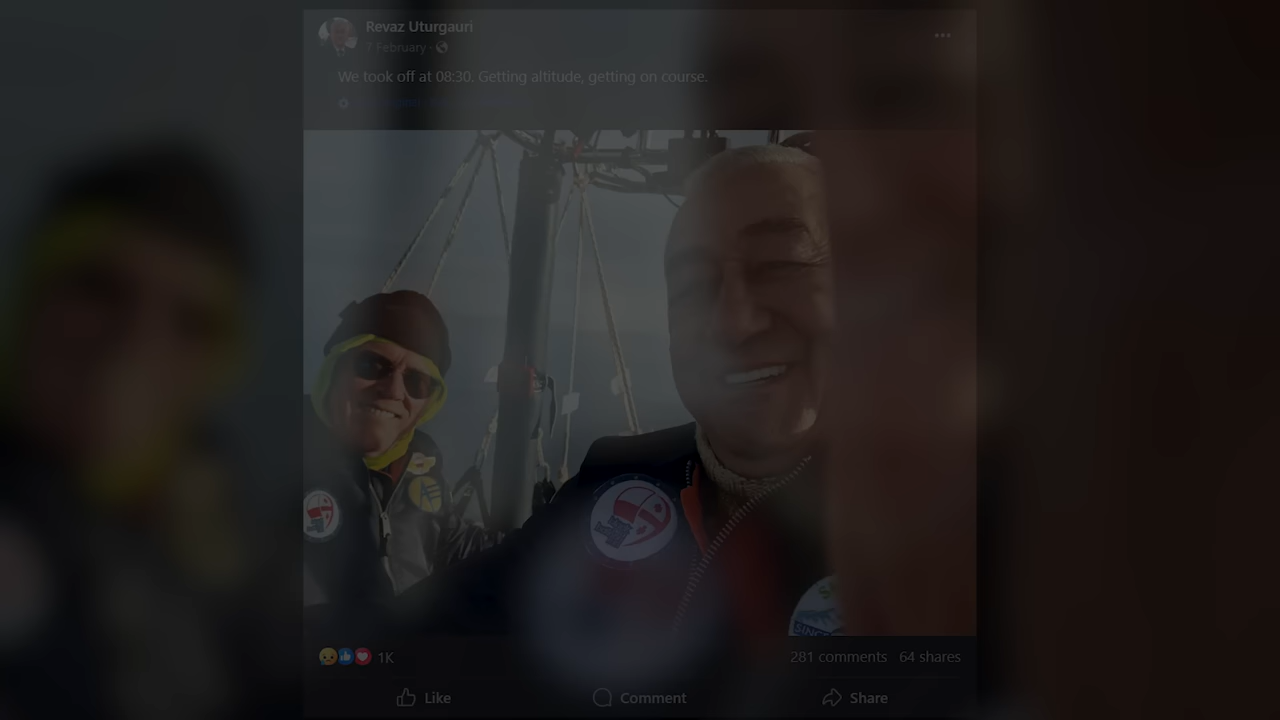 Revaz Uturgauri
7 February
We took off at 08:30. Getting altitude, getting on course.
1K
281 comments 64 shares
Like
Comment
Share